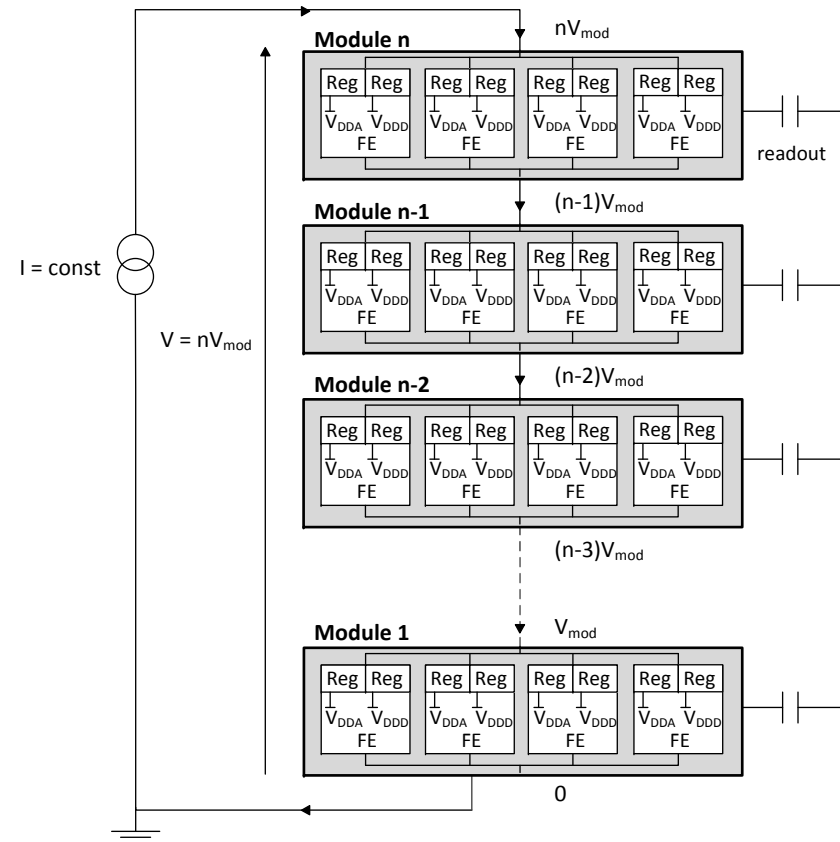 nV_mod
Module n
Reg Reg Reg Reg Reg Reg Reg Reg
V_DDA V_DDD V_DDA V_DDD V_DDA V_DDD V_DDA V_DDD
FE FE FE FE
readout
(n-1)V_mod
Module n-1
Reg Reg Reg Reg Reg Reg Reg Reg
V_DDA V_DDD V_DDA V_DDD V_DDA V_DDD V_DDA V_DDD
FE FE FE FE
I = const
V = nV_mod
(n-2)V_mod
Module n-2
Reg Reg Reg Reg Reg Reg Reg Reg
V_DDA V_DDD V_DDA V_DDD V_DDA V_DDD V_DDA V_DDD
FE FE FE FE
(n-3)V_mod
V_mod
Module 1
Reg Reg Reg Reg Reg Reg Reg Reg
V_DDA V_DDD V_DDA V_DDD V_DDA V_DDD V_DDA V_DDD
FE FE FE FE
0